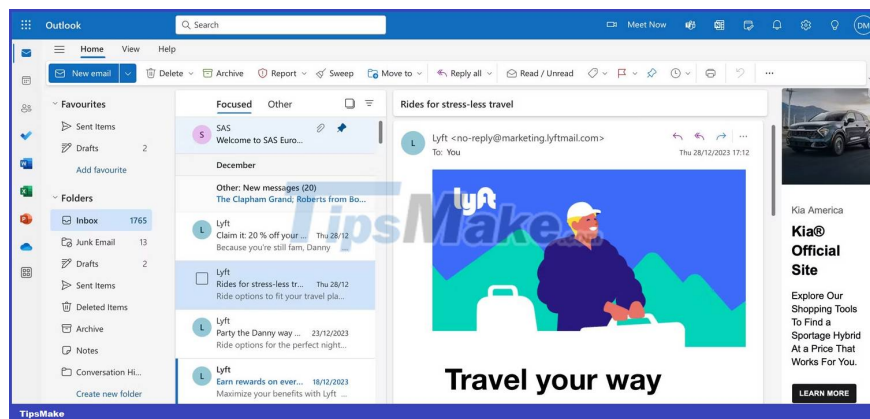 Outlook
Search
Meet Now
DM
Home View Help
New email
Delete
Archive
Report
Sweep
Move to
Reply all
Read / Unread
Favourites
Sent Items
Drafts 2
Add favourite
Folders
Inbox 1765
Junk Email 13
Drafts 2
Sent Items
Deleted Items
Archive
Notes
Conversation Hi...
Create new folder
Focused Other
S
SAS
Welcome to SAS Euro...
December
Other: New messages (20)
The Clapham Grand; Roberts from Bo...
L
Lyft
Claim it: 20 % off your ... Thu 28/12
Because you're still fam, Danny
Lyft
Rides for stress-less tr... Thu 28/12
Ride options to fit your travel pla...
L
Lyft
Party the Danny way ... 23/12/2023
Ride options for the perfect night...
L
Lyft
Earn rewards on ever... 18/12/2023
Maximize your benefits with Lyft ...
Rides for stress-less travel
L
Lyft <no-reply@marketing.lyftmail.com>
To: You
Thu 28/12/2023 17:12
lyft
Travel your way
Kia America
Kia®
Official
Site
Explore Our
Shopping Tools
To Find a
Sportage Hybrid
At a Price That
Works For You.
LEARN MORE
TipsMake.com
TipsMake